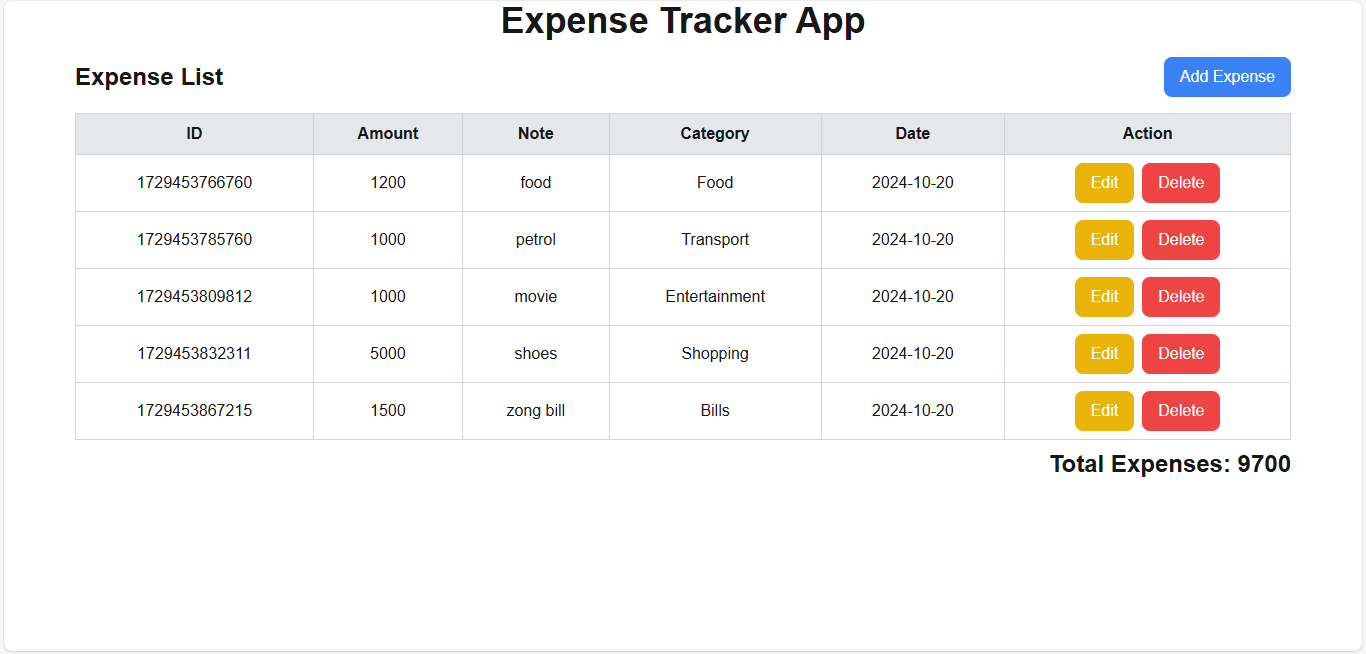 Expense Tracker App
Expense List
Add Expense
ID Amount Note Category Date Action
1729453766760 1200 food Food 2024-10-20 Edit Delete
1729453785760 1000 petrol Transport 2024-10-20 Edit Delete
1729453809812 1000 movie Entertainment 2024-10-20 Edit Delete
1729453832311 5000 shoes Shopping 2024-10-20 Edit Delete
1729453867215 1500 zong bill Bills 2024-10-20 Edit Delete
Total Expenses: 9700